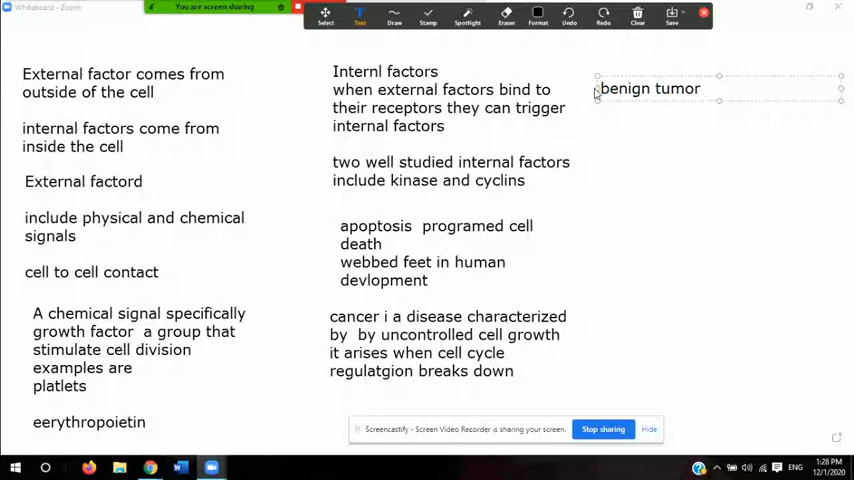 Whiteboard - Zoom
You are screen sharing
Select
Text
Draw
Stamp
Spotlight
Eraser
Format
Undo
Redo
Clear
Save
External factor comes from
outside of the cell
internal factors come from
inside the cell
External factord
include physical and chemical
signals
cell to cell contact
A chemical signal specifically
growth factor a group that
stimulate cell division
examples are
platlets
eerythropoietin
Internl factors
when external factors bind to
their receptors they can trigger
internal factors
two well studied internal factors
include kinase and cyclins
apoptosis programed cell
death
webbed feet in human
devlopment
cancer i a disease characterized
by by uncontrolled cell growth
it arises when cell cycle
regulatgion breaks down
benign tumor
Screencastify - Screen Video Recorder is sharing your screen.
Stop sharing
Hide
ENG
1:28 PM
12/1/2020